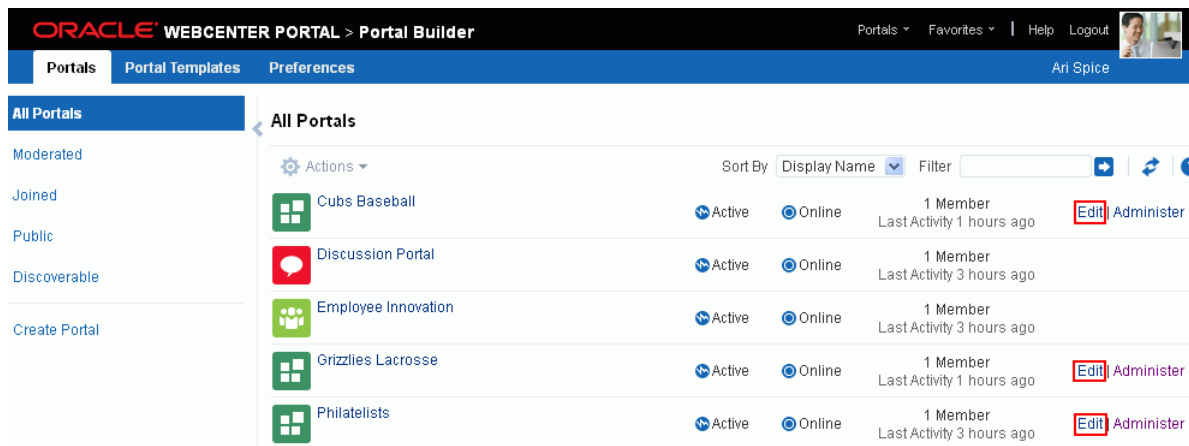 ORACLE WEBCENTER PORTAL > Portal Builder
Portals Favorites | Help Logout
Portals Portal Templates Preferences
Ari Spice
All Portals
Moderated
Joined
Public
Discoverable
Create Portal
All Portals
Actions Sort By Display Name Filter
Cubs Baseball
Active Online 1 Member Edit | Administer
Last Activity 1 hours ago
Discussion Portal
Active Online 1 Member
Last Activity 3 hours ago
Employee Innovation
Active Online 1 Member
Last Activity 3 hours ago
Grizzlies Lacrosse
Active Online 1 Member Edit | Administer
Last Activity 1 hours ago
Philatelists
Active Online 1 Member Edit | Administer
Last Activity 3 hours ago